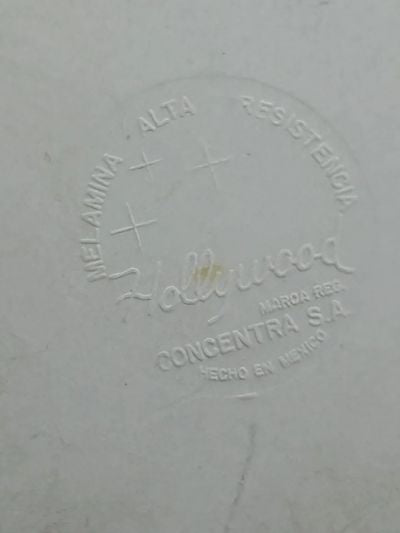 MELAMINA ALTA RESISTENCIA
Hollywood
MARCA REG.
CONCENTRA S.A.
HECHO EN MEXICO